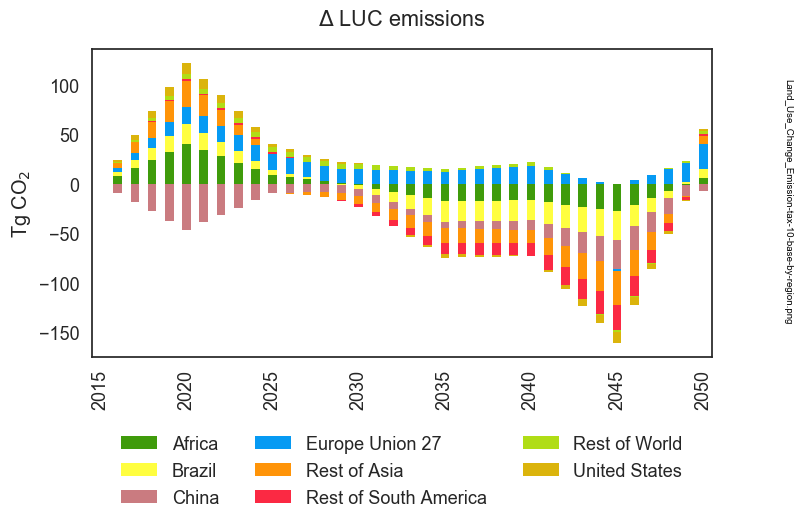 Δ LUC emissions
Tg CO₂
100
50
0
−50
−100
−150
2015
2020
2025
2030
2035
2040
2045
2050
Africa
Brazil
China
Europe Union 27
Rest of Asia
Rest of South America
Rest of World
United States
Land_Use_Change_Emission-tax-10-base-by-region.png